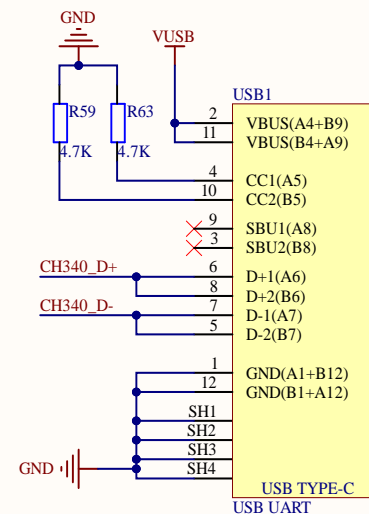 GND
VUSB
USB1
R59
R63
4.7K
4.7K
2
VBUS(A4+B9)
11
VBUS(B4+A9)
4
CC1(A5)
10
CC2(B5)
9
SBU1(A8)
3
SBU2(B8)
CH340_D+
6
D+1(A6)
8
D+2(B6)
CH340_D-
7
D-1(A7)
5
D-2(B7)
1
GND(A1+B12)
12
GND(B1+A12)
SH1
SH2
SH3
SH4
GND
USB TYPE-C
USB UART